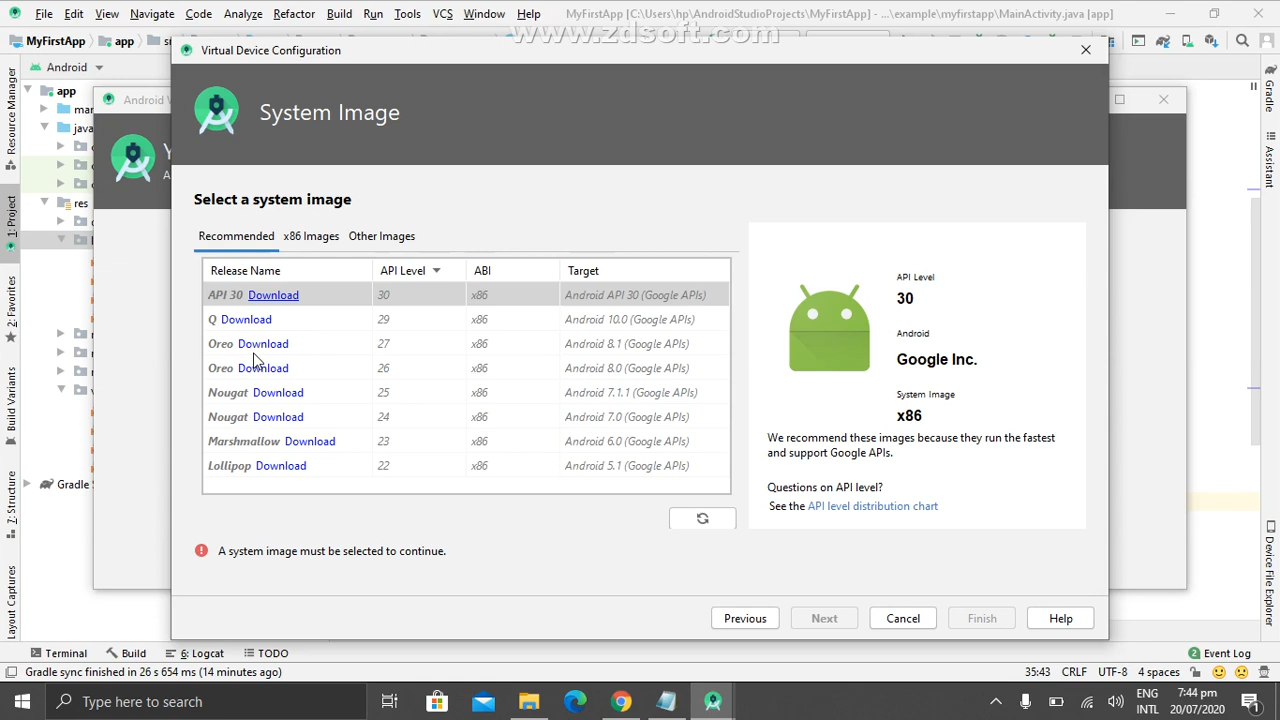 File Edit View Navigate Code Analyze Refactor Build Run Tools VCS Window Help MyFirstApp [C:\Users\hp\AndroidStudioProjects\MyFirstApp] - ...\example\myfirstapp\MainActivity.java [app]
www.zdsoft.com
MyFirstApp app
Android
Virtual Device Configuration
System Image
app
java
res
Select a system image
Recommended x86 Images Other Images
Release Name API Level ABI Target
API 30 Download 30 x86 Android API 30 (Google APIs)
Q Download 29 x86 Android 10.0 (Google APIs)
Oreo Download 27 x86 Android 8.1 (Google APIs)
Oreo Download 26 x86 Android 8.0 (Google APIs)
Nougat Download 25 x86 Android 7.1.1 (Google APIs)
Nougat Download 24 x86 Android 7.0 (Google APIs)
Marshmallow Download 23 x86 Android 6.0 (Google APIs)
Lollipop Download 22 x86 Android 5.1 (Google APIs)
API Level
30
Android
Google Inc.
System Image
x86
We recommend these images because they run the fastest
and support Google APIs.
Questions on API level?
See the API level distribution chart
A system image must be selected to continue.
Previous Next Cancel Finish Help
Resource Manager
1: Project
2: Favorites
Build Variants
7: Structure
Layout Captures
Gradle
Assistant
Device File Explorer
Gradle S
Terminal Build 6: Logcat TODO 2 Event Log
Gradle sync finished in 26 s 654 ms (14 minutes ago) 35:43 CRLF UTF-8 4 spaces
Type here to search
ENG 7:44 pm
INTL 20/07/2020
1